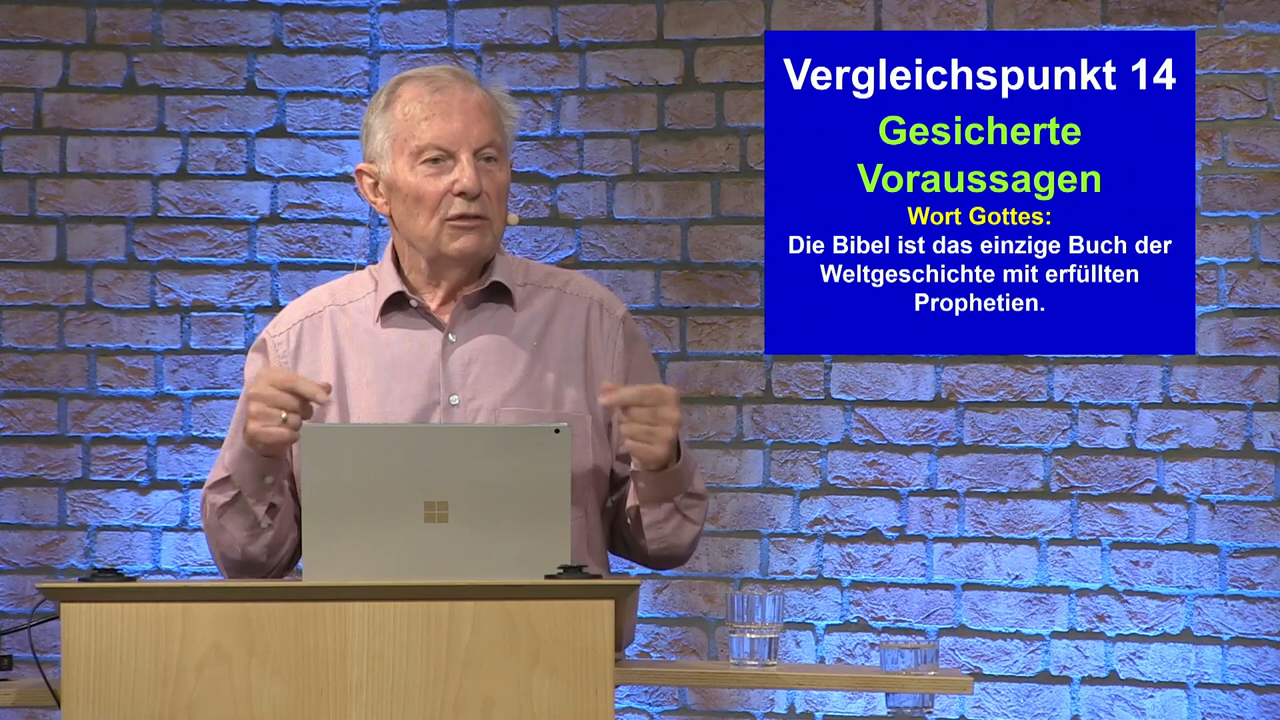 Vergleichspunkt 14
Gesicherte
Voraussagen
Wort Gottes:
Die Bibel ist das einzige Buch der
Weltgeschichte mit erfüllten
Prophetien.